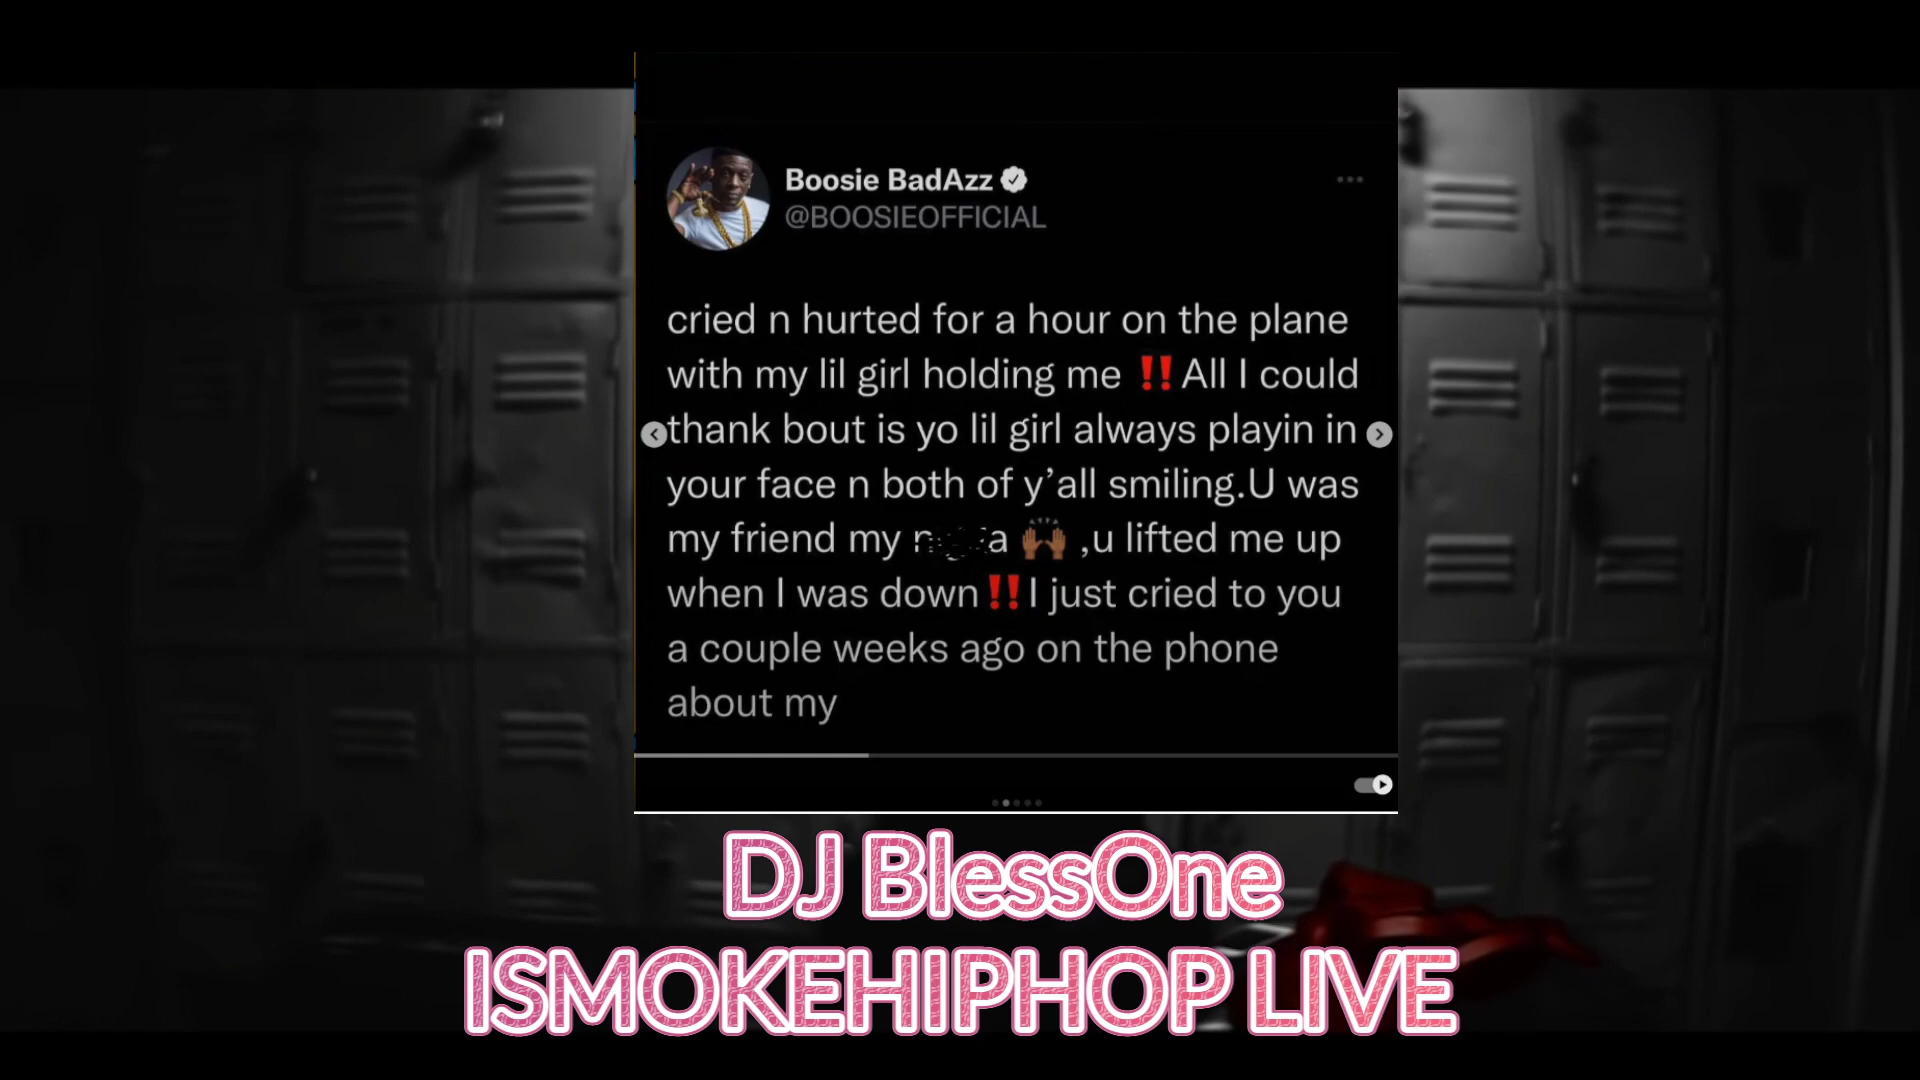 Boosie BadAzz
@BOOSIEOFFICIAL
cried n hurted for a hour on the plane
with my lil girl holding me ‼️All I could
thank bout is yo lil girl always playin in
your face n both of y'all smiling.U was
my friend my 🙌🏾 ,u lifted me up
when I was down‼️I just cried to you
a couple weeks ago on the phone
about my
DJ BlessOne
ISMOKEHIPHOP LIVE